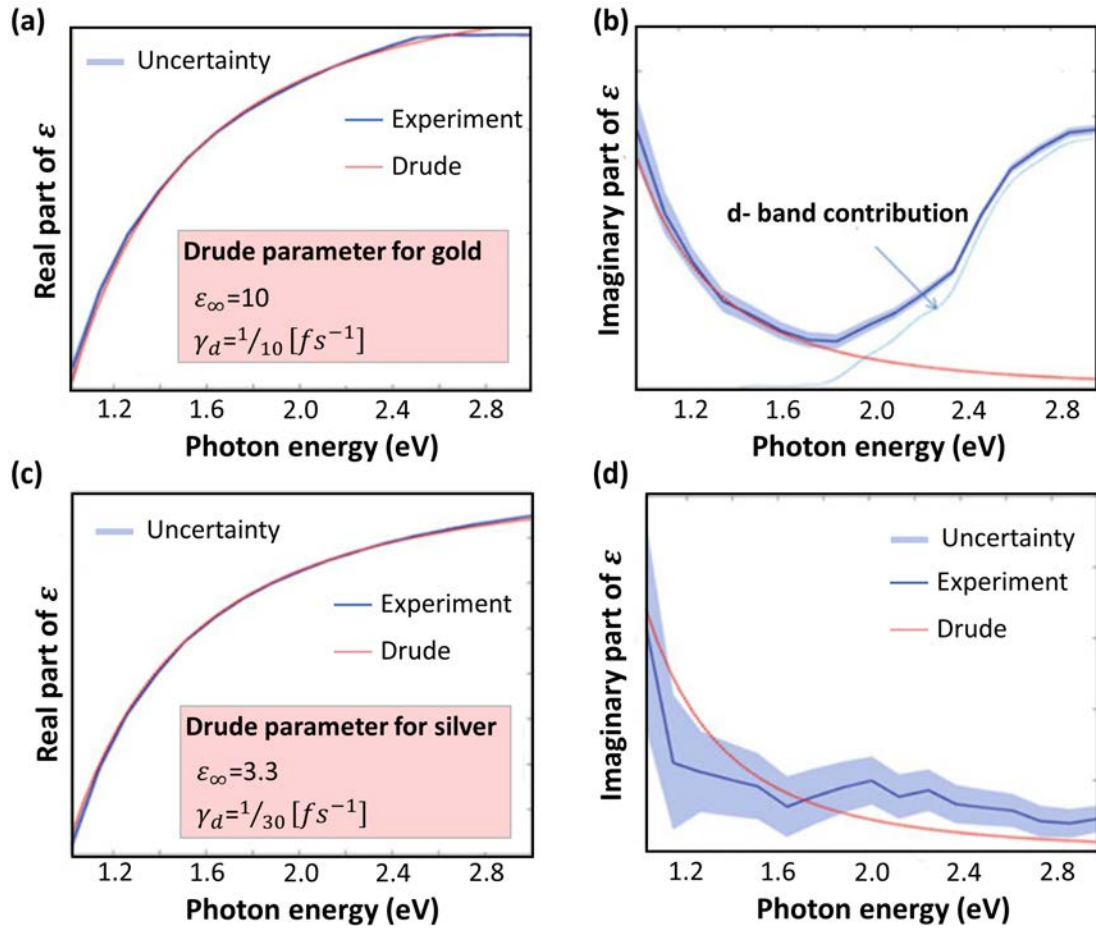 (a)
Uncertainty
Experiment
Drude
Drude parameter for gold
ε∞=10
γd=1/10 [fs−1]
Real part of ε
1.2 1.6 2.0 2.4 2.8
Photon energy (eV)
(b)
d- band contribution
Imaginary part of ε
1.2 1.6 2.0 2.4 2.8
Photon energy (eV)
(c)
Uncertainty
Experiment
Drude
Drude parameter for silver
ε∞=3.3
γd=1/30 [fs−1]
Real part of ε
1.2 1.6 2.0 2.4 2.8
Photon energy (eV)
(d)
Uncertainty
Experiment
Drude
Imaginary part of ε
1.2 1.6 2.0 2.4 2.8
Photon energy (eV)